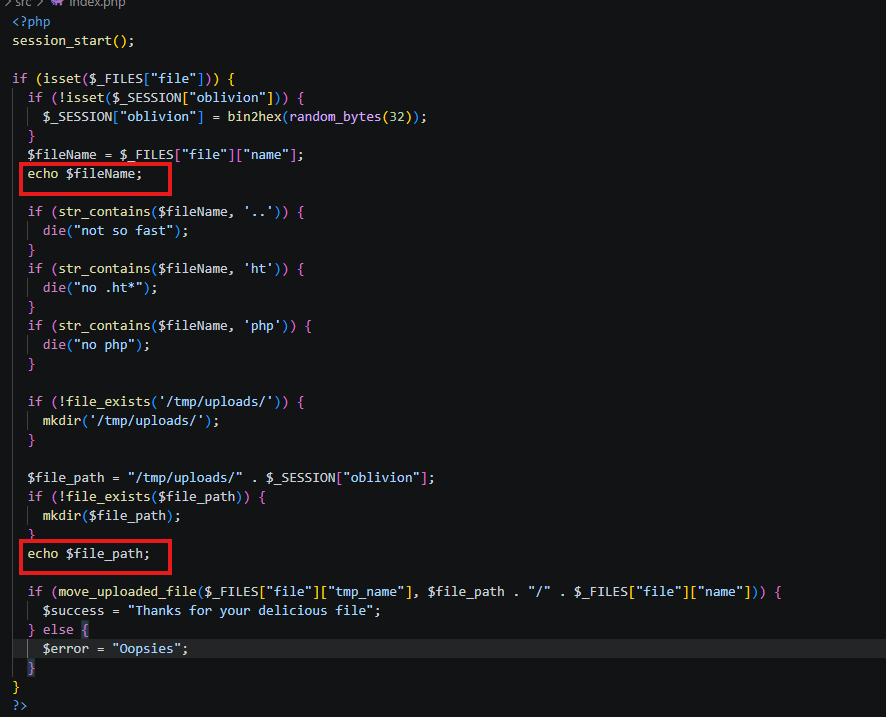 src > index.php
<?php
session_start();
if (isset($_FILES["file"])) {
if (!isset($_SESSION["oblivion"])) {
$_SESSION["oblivion"] = bin2hex(random_bytes(32));
}
$fileName = $_FILES["file"]["name"];
echo $fileName;
if (str_contains($fileName, '..')) {
die("not so fast");
}
if (str_contains($fileName, 'ht')) {
die("no .ht*");
}
if (str_contains($fileName, 'php')) {
die("no php");
}
if (!file_exists('/tmp/uploads/')) {
mkdir('/tmp/uploads/');
}
$file_path = "/tmp/uploads/" . $_SESSION["oblivion"];
if (!file_exists($file_path)) {
mkdir($file_path);
}
echo $file_path;
if (move_uploaded_file($_FILES["file"]["tmp_name"], $file_path . "/" . $_FILES["file"]["name"])) {
$success = "Thanks for your delicious file";
} else {
$error = "Oopsies";
}
}
?>